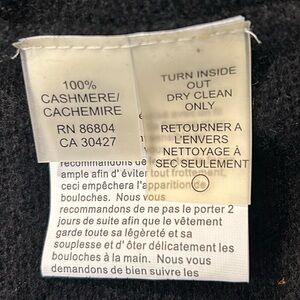 100%
CASHMERE/
CACHEMIRE
RN 86804
CA 30427
TURN INSIDE
OUT
DRY CLEAN
ONLY
RETOURNER A
L'ENVERS
NETTOYAGE À
SEC SEULEMENT
recommandons de
ample afin d' éviter tout frottement,
ceci empêchera l'apparition de
bouloches. Nous vous
recommandons de ne pas le porter 2
jours de suite afin que le vêtement
garde toute sa légèreté et sa
souplesse et d' ôter délicatement les
bouloches à la main. Nous vous
demandons de bien suivre les